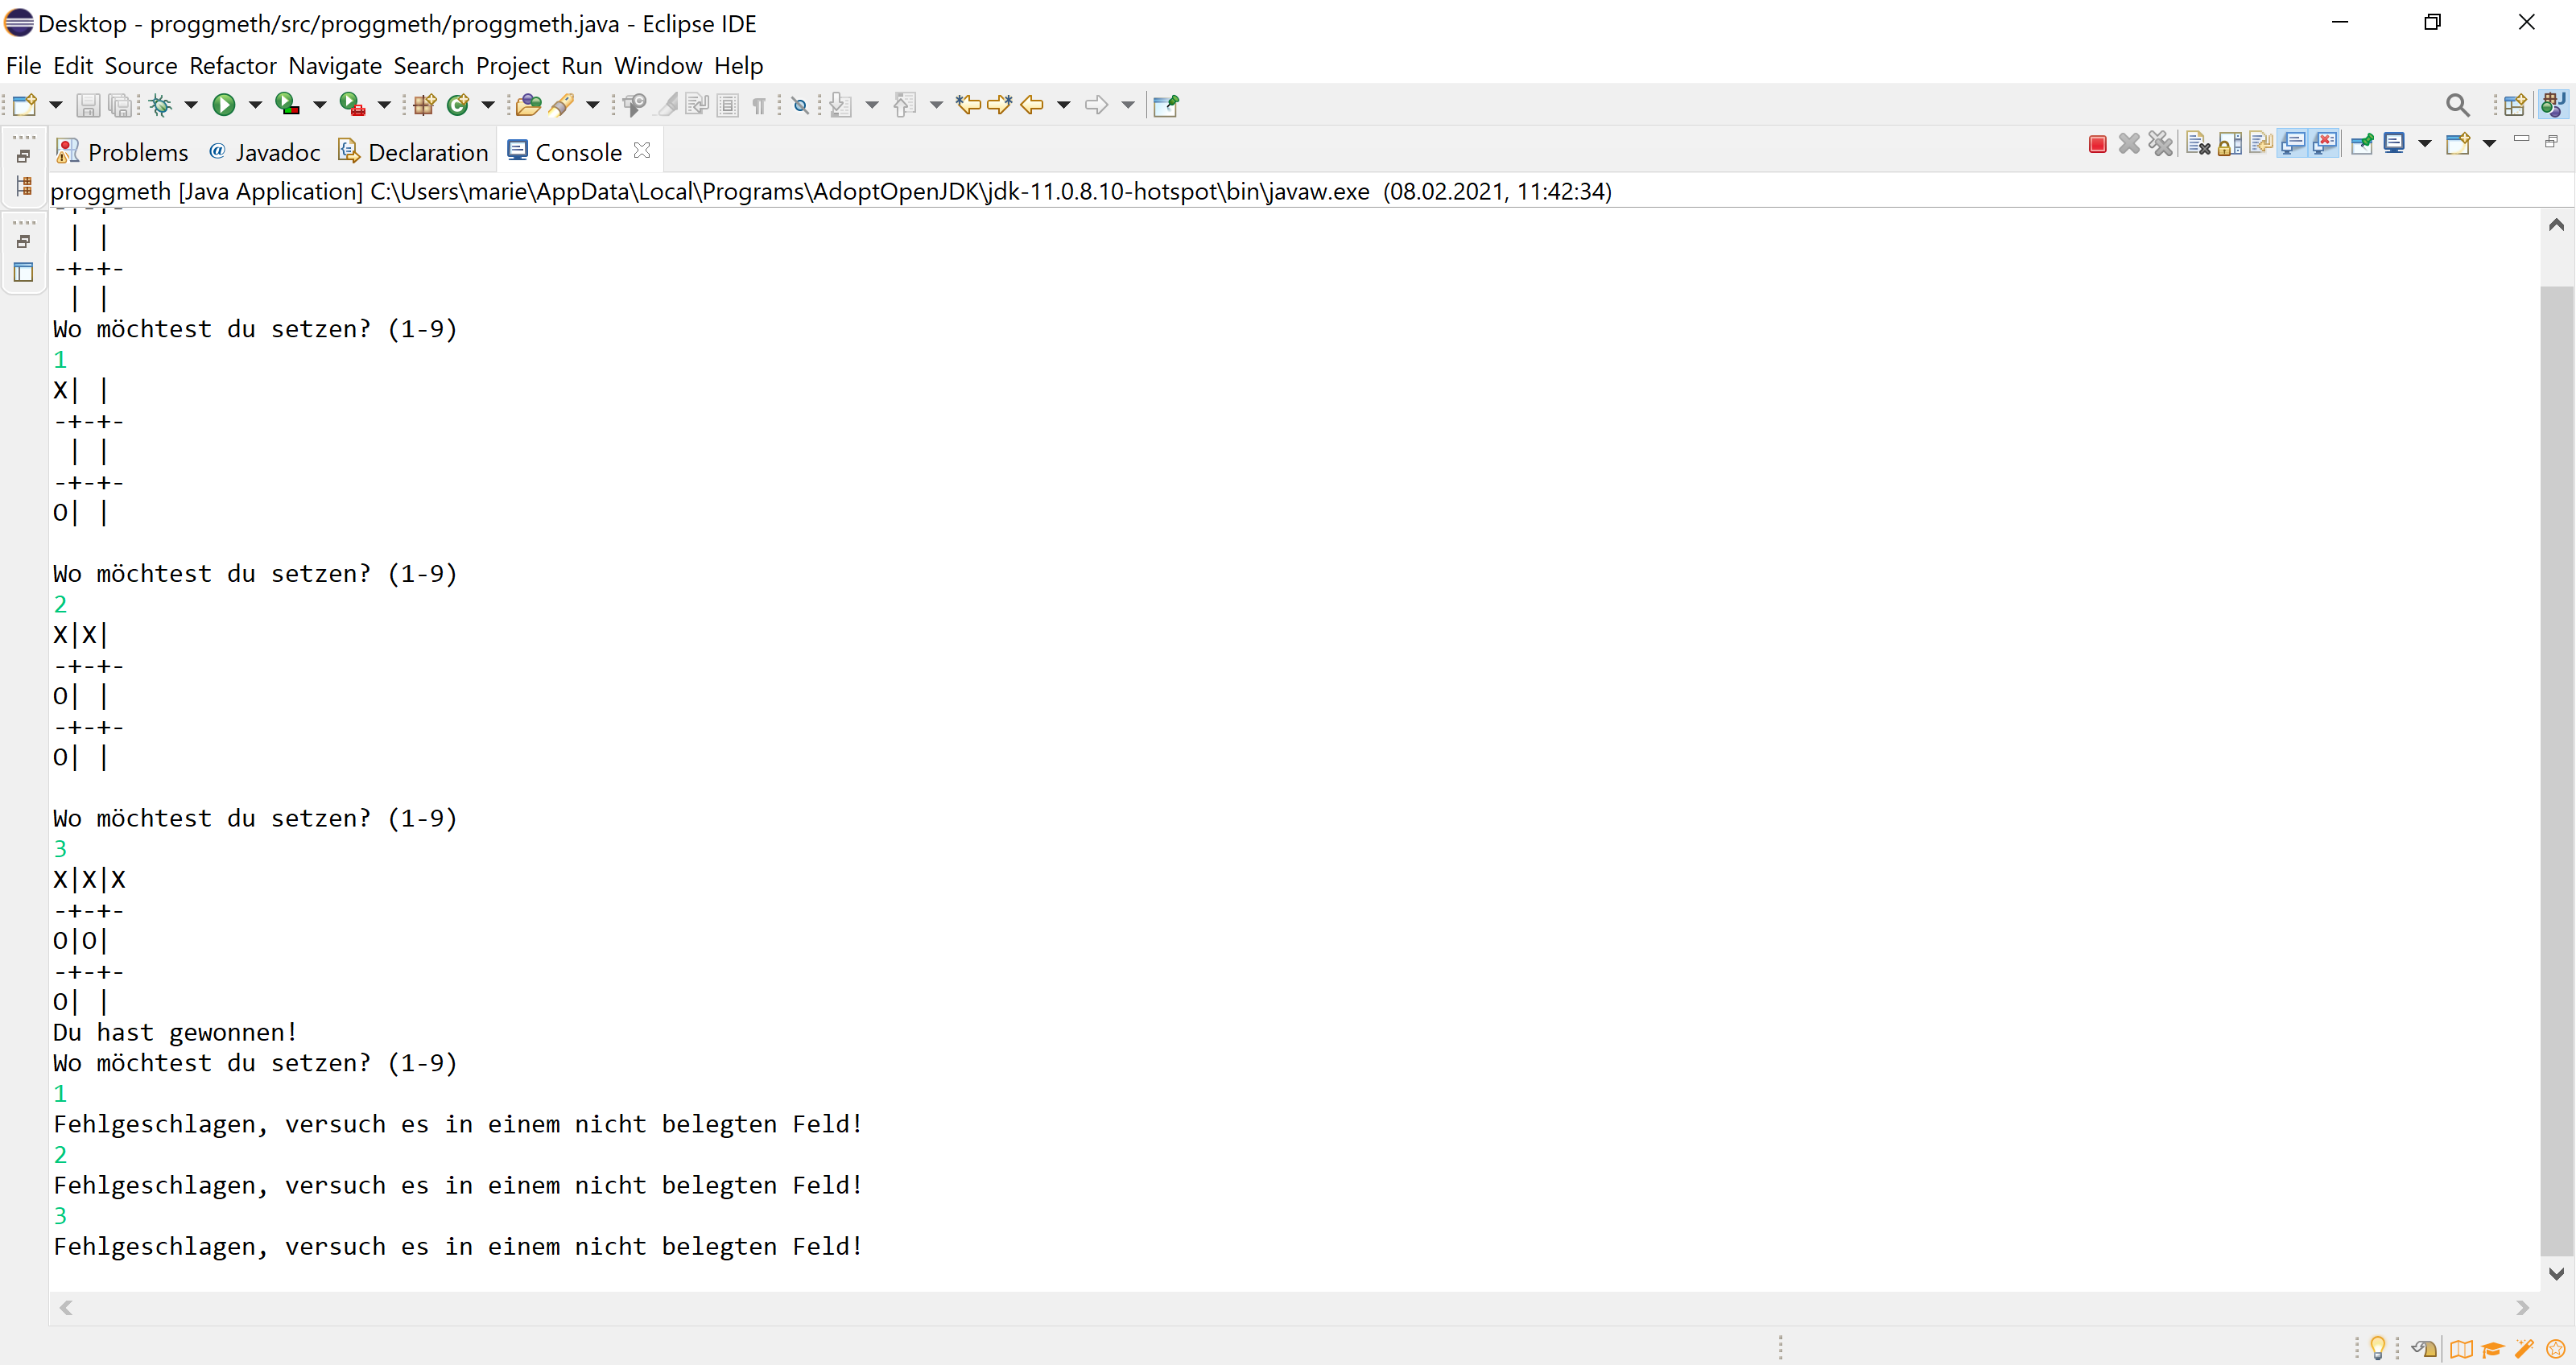 Desktop - proggmeth/src/proggmeth/proggmeth.java - Eclipse IDE
File Edit Source Refactor Navigate Search Project Run Window Help
Problems @ Javadoc Declaration Console
proggmeth [Java Application] C:\Users\marie\AppData\Local\Programs\AdoptOpenJDK\jdk-11.0.8.10-hotspot\bin\javaw.exe (08.02.2021, 11:42:34)
-+-+-
 | |
-+-+-
 | |
Wo möchtest du setzen? (1-9)
1
X| |
-+-+-
 | |
-+-+-
O| |
Wo möchtest du setzen? (1-9)
2
X|X|
-+-+-
O| |
-+-+-
O| |
Wo möchtest du setzen? (1-9)
3
X|X|X
-+-+-
O|O|
-+-+-
O| |
Du hast gewonnen!
Wo möchtest du setzen? (1-9)
1
Fehlgeschlagen, versuch es in einem nicht belegten Feld!
2
Fehlgeschlagen, versuch es in einem nicht belegten Feld!
3
Fehlgeschlagen, versuch es in einem nicht belegten Feld!